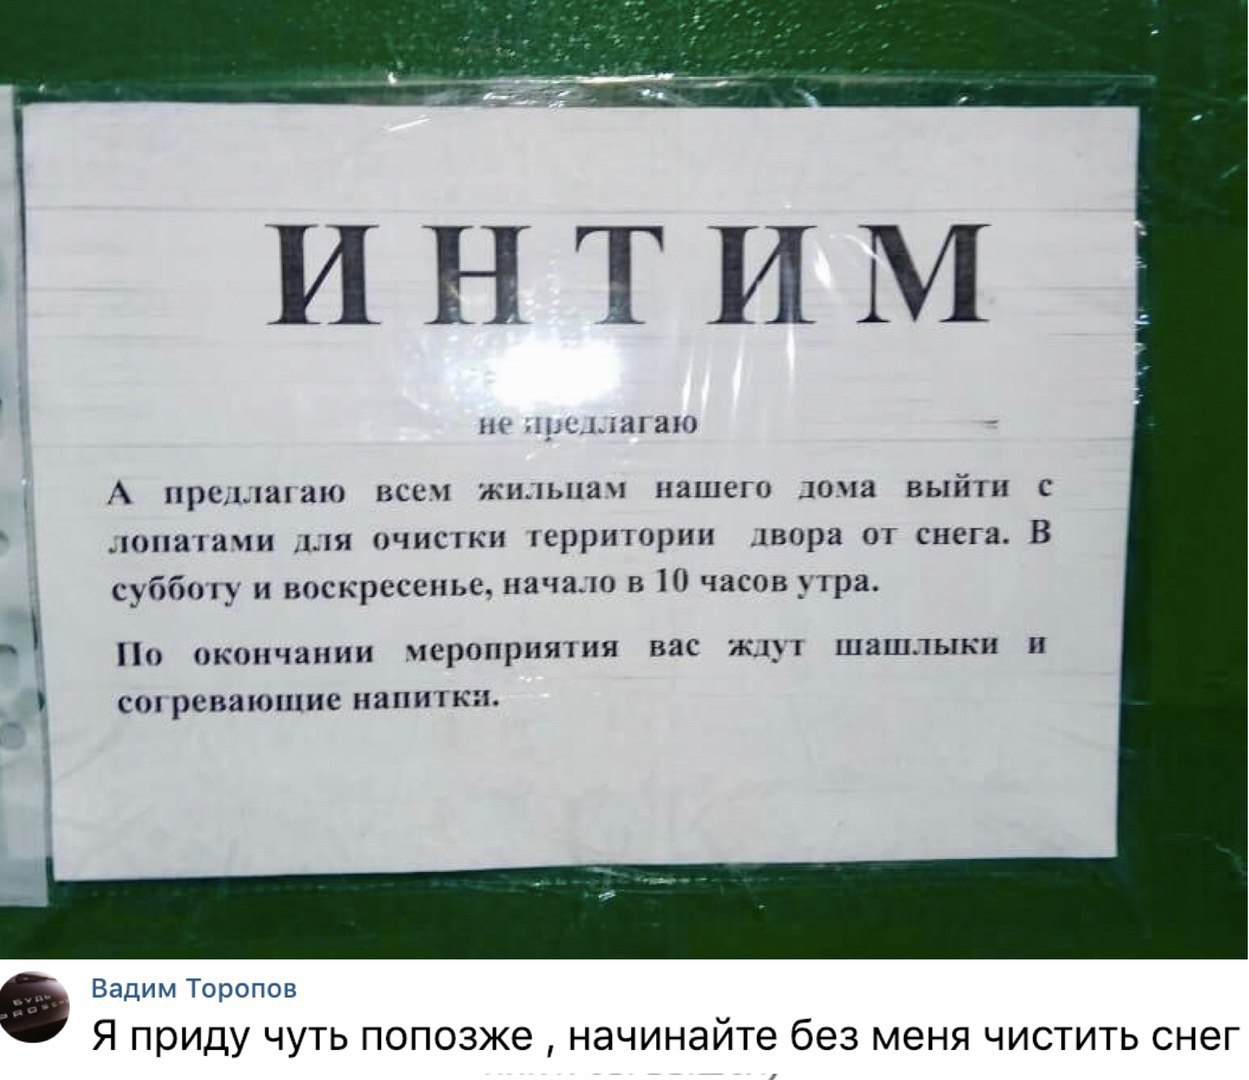 ИНТИМ
не предлагаю
А предлагаю всем жильцам нашего дома выйти с
лопатами для очистки территории двора от снега. В
субботу и воскресенье, начало в 10 часов утра.
По окончании мероприятия вас ждут шашлыки и
согревающие напитки.
БУДЬ
Вадим Торопов
Я приду чуть попозже , начинайте без меня чистить снег